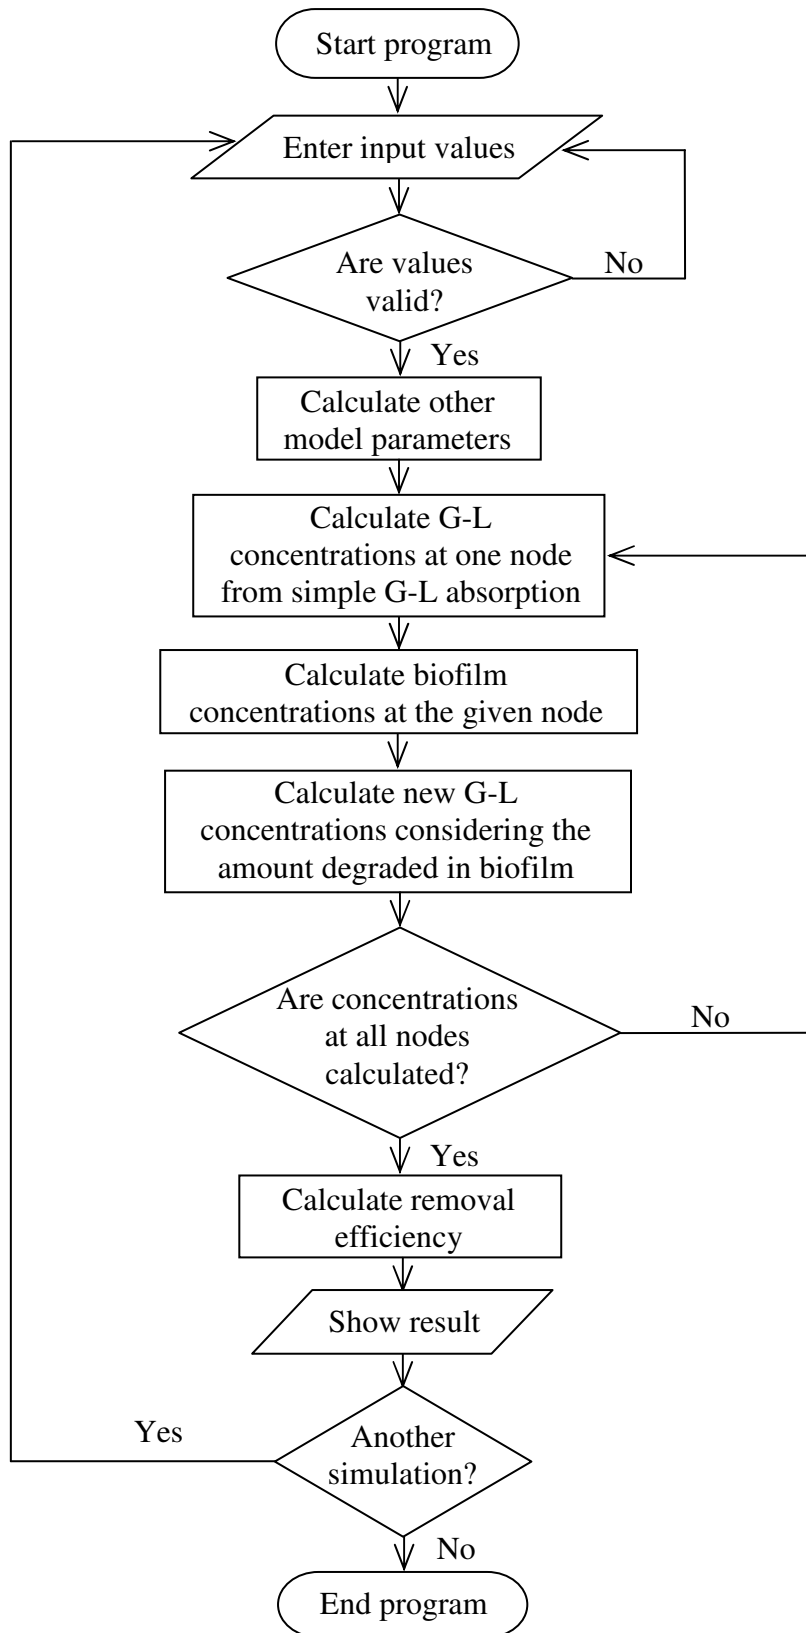 Start program
Enter input values
Are values
valid?
No
Yes
Calculate other
model parameters
Calculate G-L
concentrations at one node
from simple G-L absorption
Calculate biofilm
concentrations at the given node
Calculate new G-L
concentrations considering the
amount degraded in biofilm
Are concentrations
at all nodes
calculated?
No
Yes
Calculate removal
efficiency
Show result
Yes
Another
simulation?
No
End program